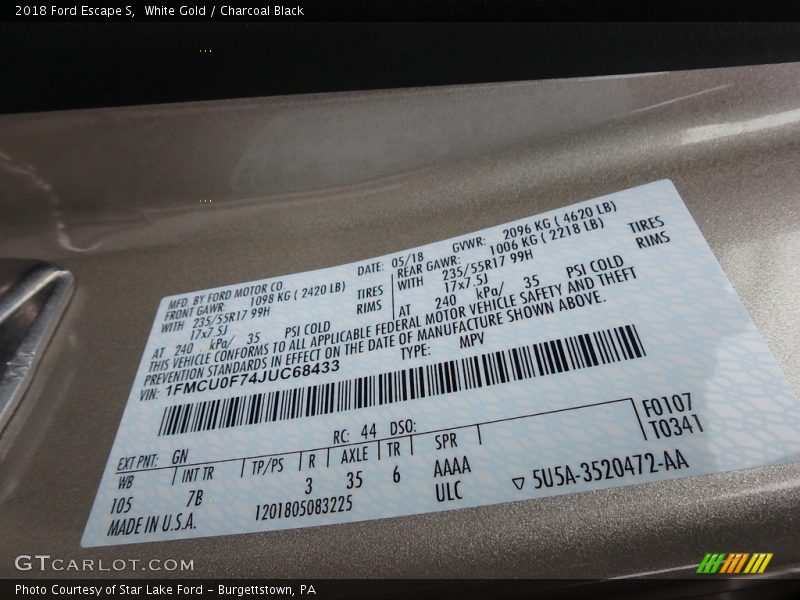 2018 Ford Escape S, White Gold / Charcoal Black
MFD. BY FORD MOTOR CO. DATE: 05/18 GVWR: 2096 KG ( 4620 LB)
FRONT GAWR: 1098 KG ( 2420 LB) REAR GAWR: 1006 KG ( 2218 LB)
WITH 235/55R17 99H TIRES WITH 235/55R17 99H TIRES
17x7.5J RIMS 17x7.5J RIMS
AT 240 kPa/ 35 PSI COLD AT 240 kPa/ 35 PSI COLD
THIS VEHICLE CONFORMS TO ALL APPLICABLE FEDERAL MOTOR VEHICLE SAFETY AND THEFT
PREVENTION STANDARDS IN EFFECT ON THE DATE OF MANUFACTURE SHOWN ABOVE.
VIN: 1FMCU0F74JUC68433 TYPE: MPV
EXT PNT: GN RC: 44 DSO: F0107
WB INT TR TP/PS R AXLE TR SPR T0341
105 7B 3 35 6 AAAA
MADE IN U.S.A. 1201805083225 ULC ▽ 5U5A-3520472-AA
GTCARLOT.COM
Photo Courtesy of Star Lake Ford - Burgettstown, PA